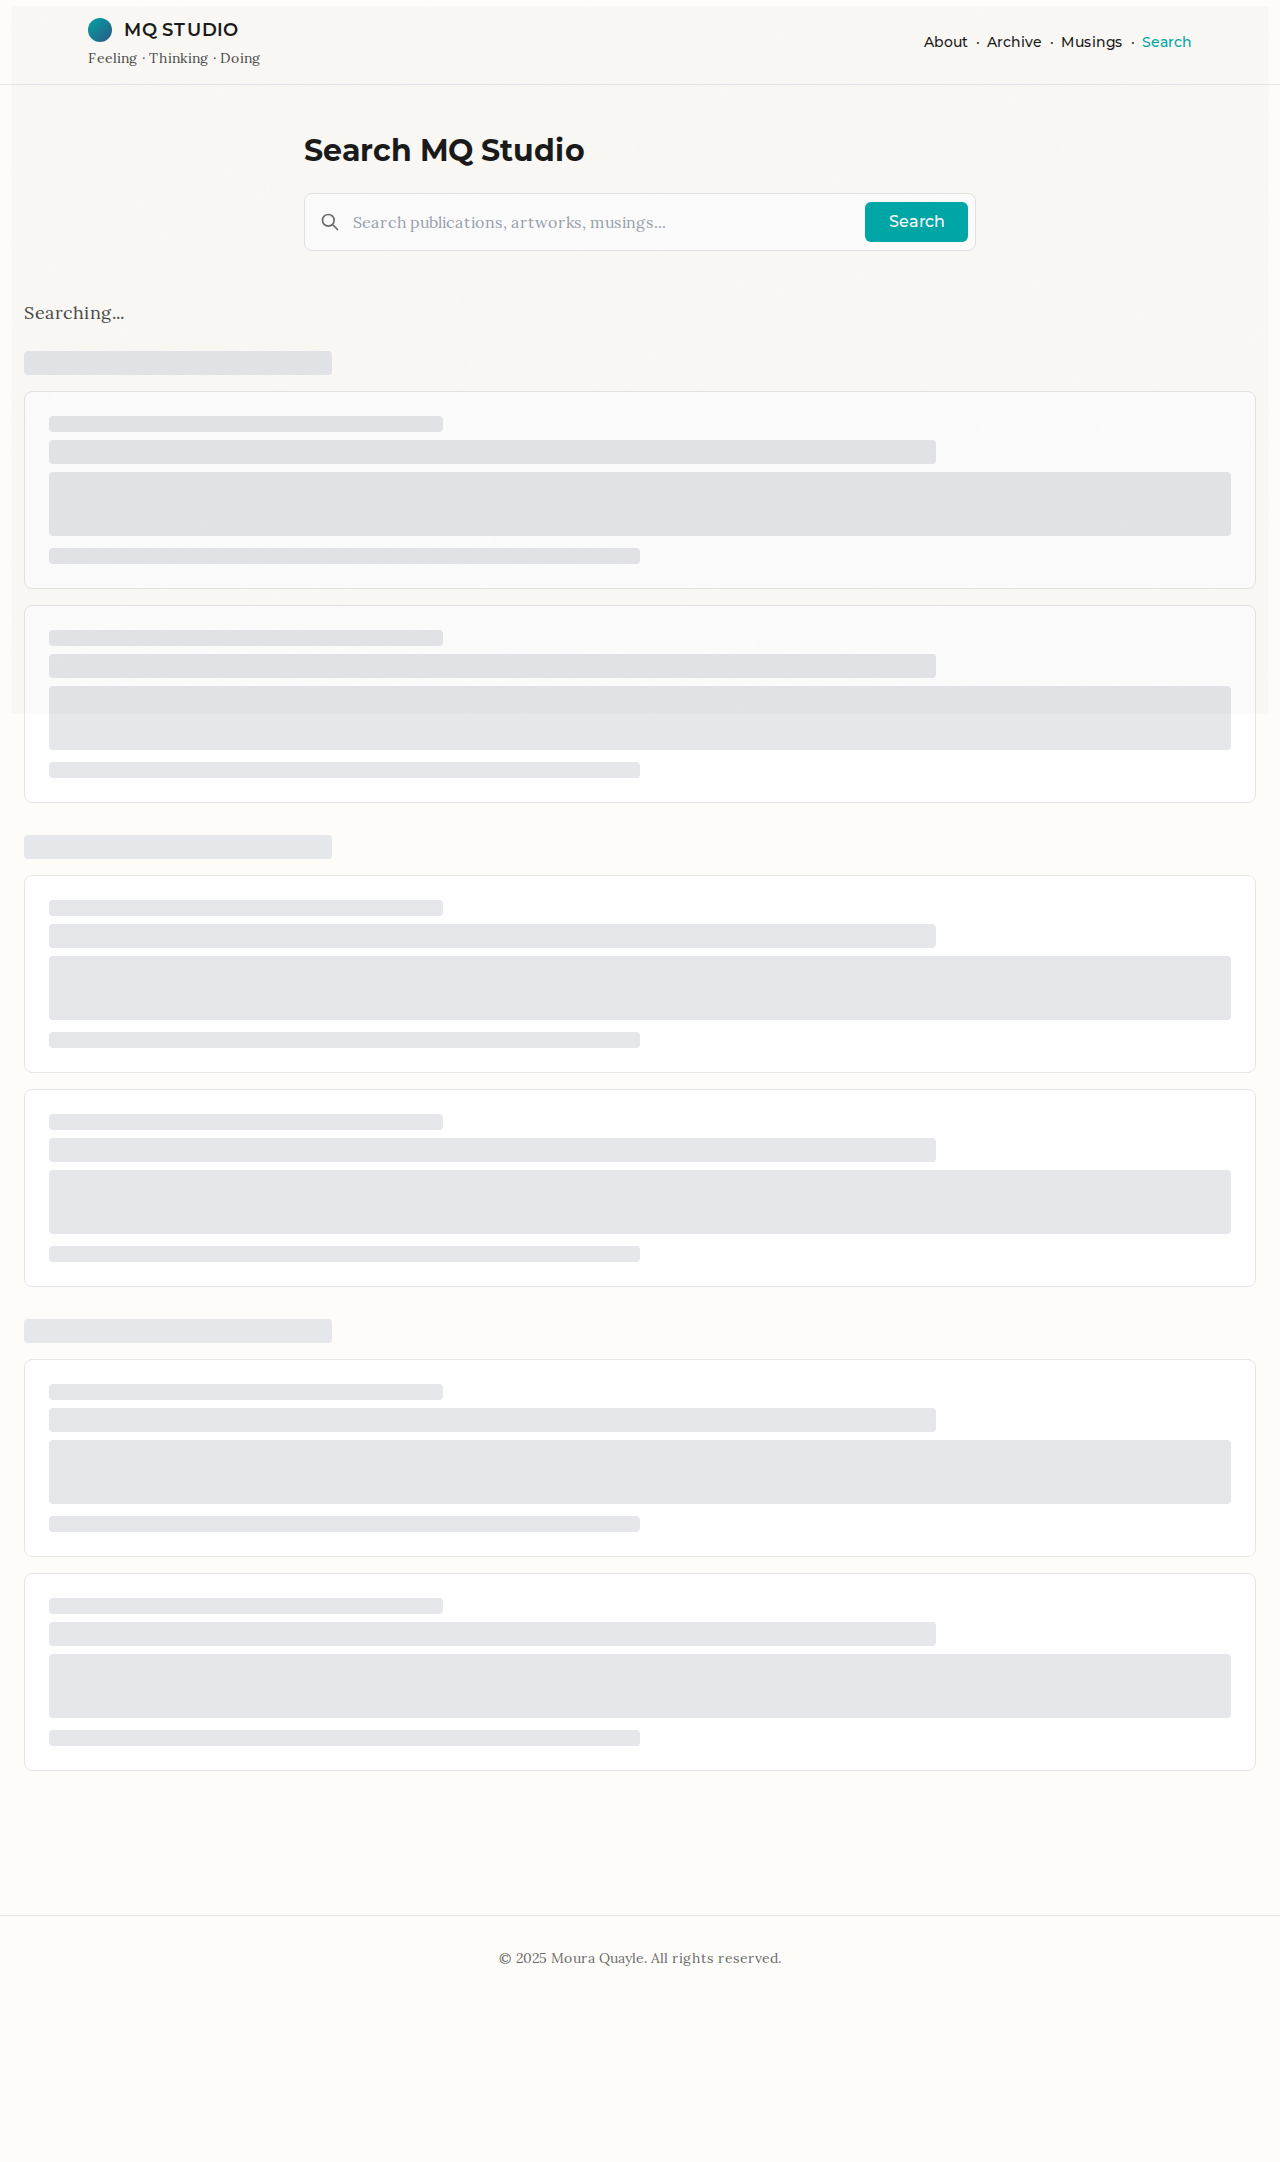 MQ STUDIO
Feeling · Thinking · Doing
About · Archive · Musings · Search
Search MQ Studio
Search publications, artworks, musings...
Search
Searching...
© 2025 Moura Quayle. All rights reserved.